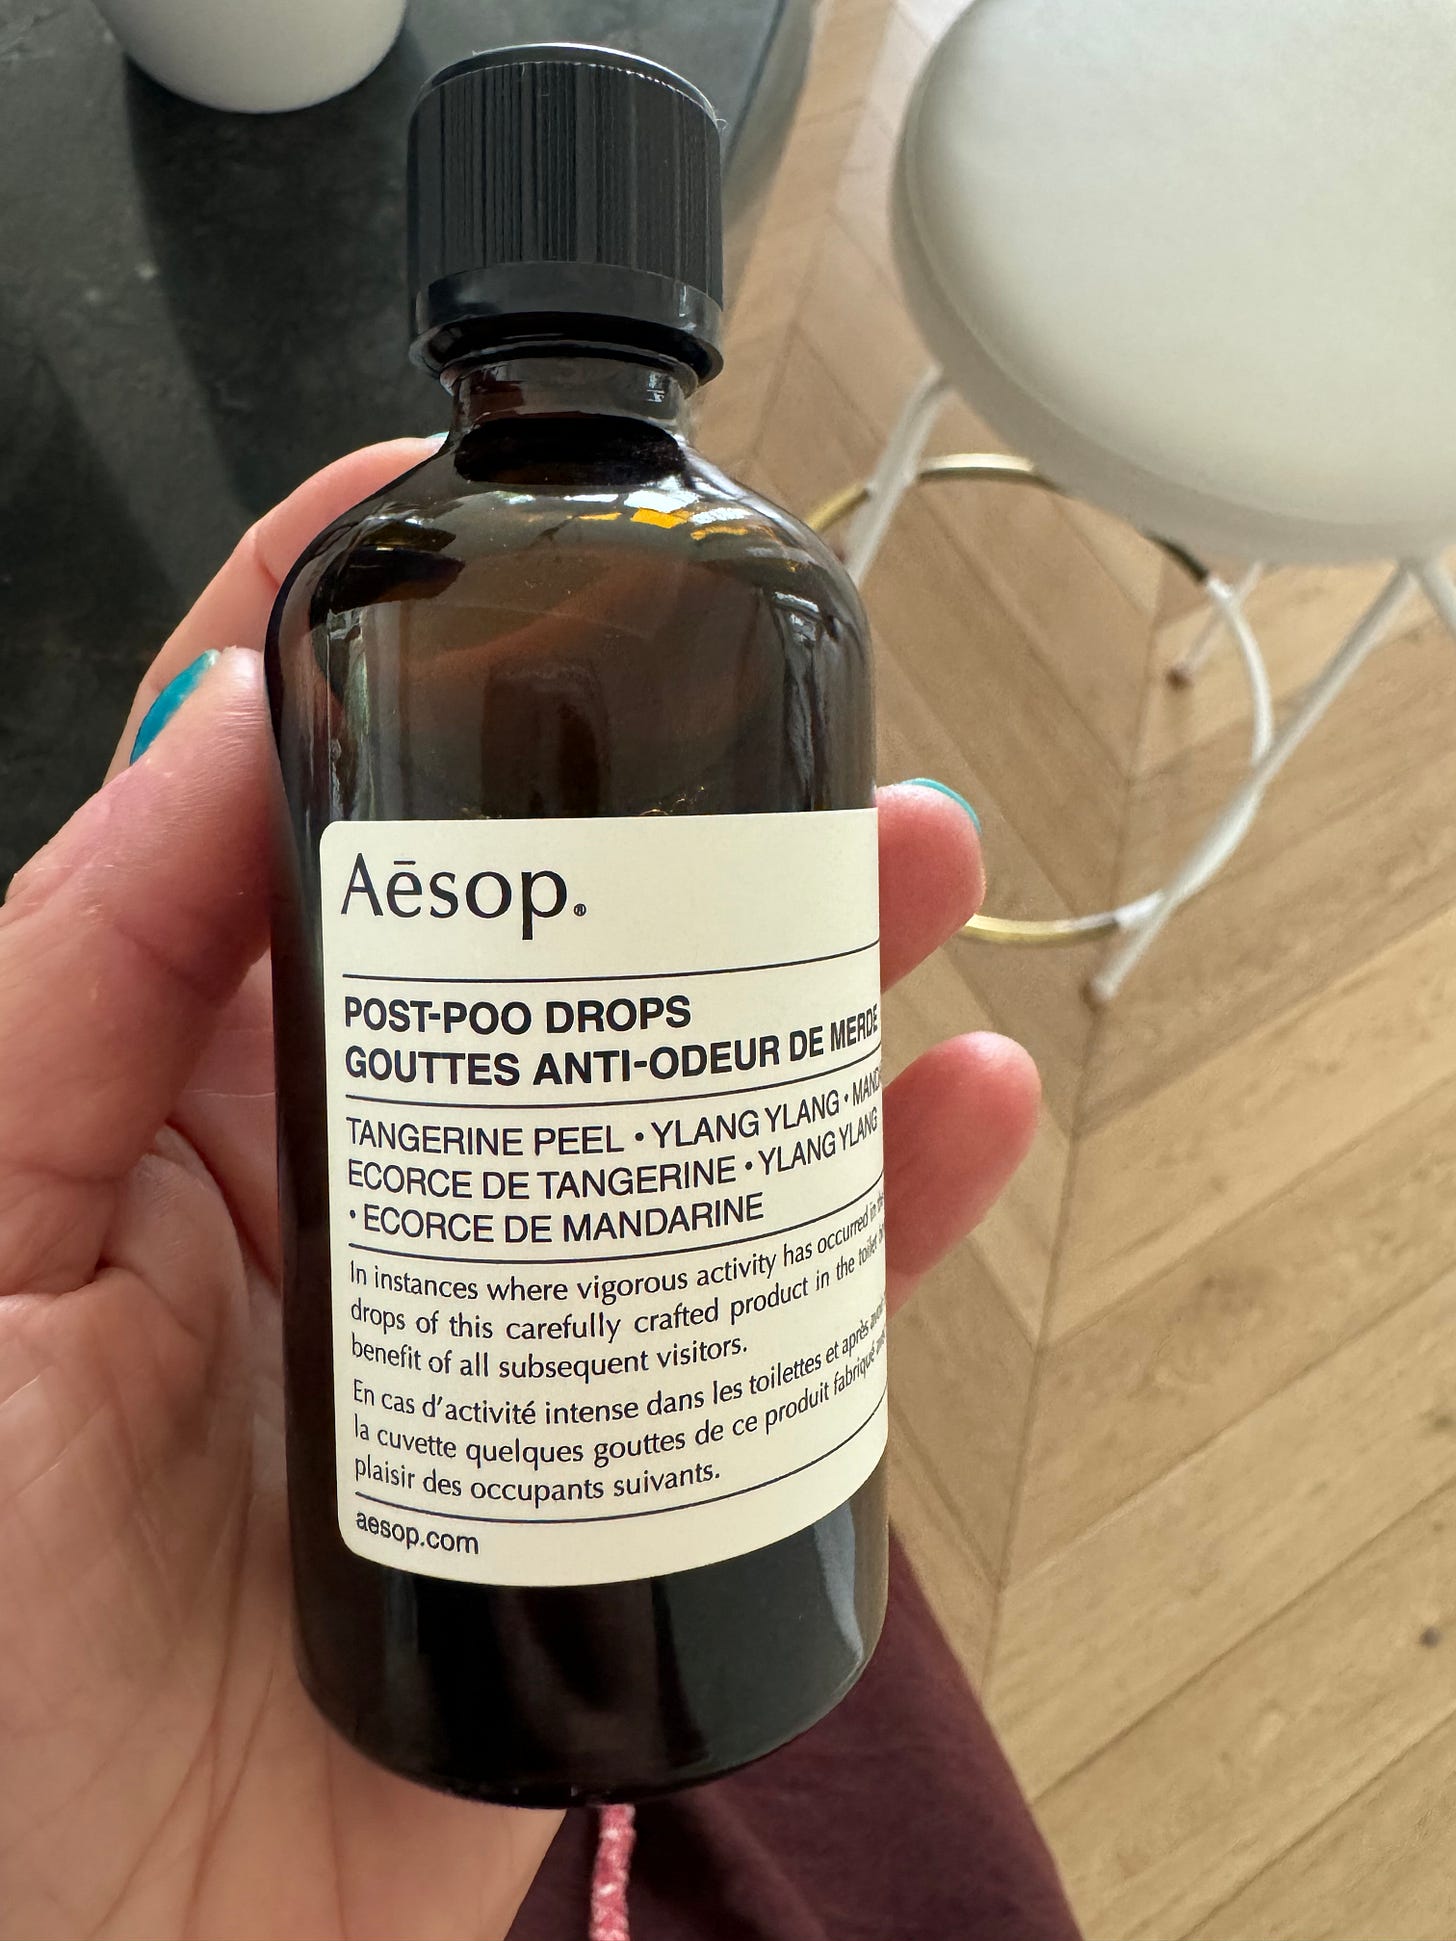 Aēsop.®
POST-POO DROPS
GOUTTES ANTI-ODEUR DE MERDE
TANGERINE PEEL • YLANG YLANG •
ECORCE DE TANGERINE • YLANG YLANG
• ECORCE DE MANDARINE
In instances where vigorous activity has occurred in the
drops of this carefully crafted product in the toilet
benefit of all subsequent visitors.
En cas d'activité intense dans les toilettes et après
la cuvette quelques gouttes de ce produit fabriqué
plaisir des occupants suivants.
aesop.com